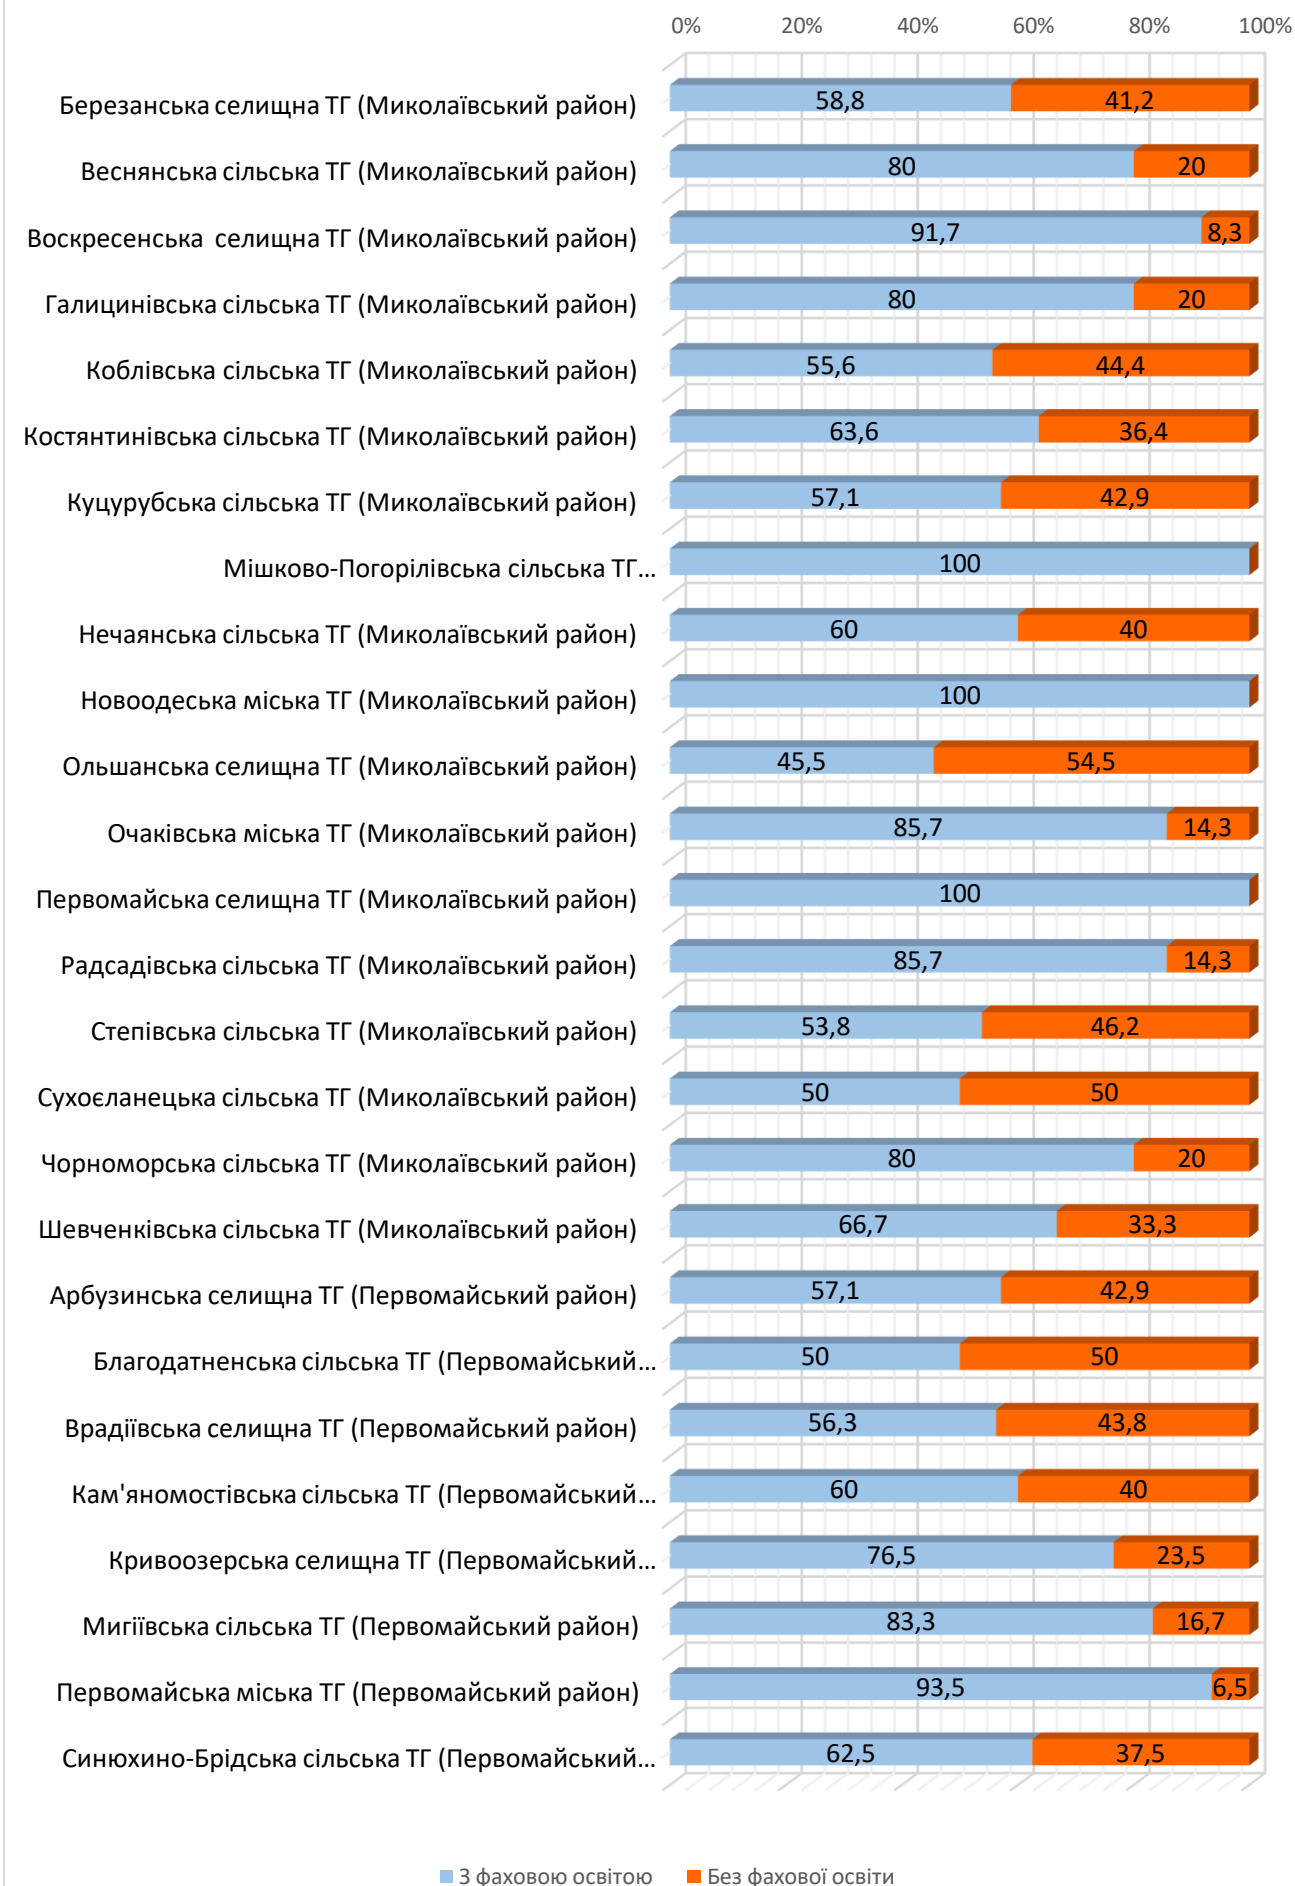 0% 20% 40% 60% 80% 100%
Березанська селищна ТГ (Миколаївський район) 58,8 41,2
Веснянська сільська ТГ (Миколаївський район) 80 20
Воскресенська  селищна ТГ (Миколаївський район) 91,7 8,3
Галицинівська сільська ТГ (Миколаївський район) 80 20
Коблівська сільська ТГ (Миколаївський район) 55,6 44,4
Костянтинівська сільська ТГ (Миколаївський район) 63,6 36,4
Куцурубська сільська ТГ (Миколаївський район) 57,1 42,9
Мішково-Погорілівська сільська ТГ… 100
Нечаянська сільська ТГ (Миколаївський район) 60 40
Новоодеська міська ТГ (Миколаївський район) 100
Ольшанська селищна ТГ (Миколаївський район) 45,5 54,5
Очаківська міська ТГ (Миколаївський район) 85,7 14,3
Первомайська селищна ТГ (Миколаївський район) 100
Радсадівська сільська ТГ (Миколаївський район) 85,7 14,3
Степівська сільська ТГ (Миколаївський район) 53,8 46,2
Сухоєланецька сільська ТГ (Миколаївський район) 50 50
Чорноморська сільська ТГ (Миколаївський район) 80 20
Шевченківська сільська ТГ (Миколаївський район) 66,7 33,3
Арбузинська селищна ТГ (Первомайський район) 57,1 42,9
Благодатненська сільська ТГ (Первомайський… 50 50
Врадіївська селищна ТГ (Первомайський район) 56,3 43,8
Кам'яномостівська сільська ТГ (Первомайський… 60 40
Кривоозерська селищна ТГ (Первомайський… 76,5 23,5
Мигіївська сільська ТГ (Первомайський район) 83,3 16,7
Первомайська міська ТГ (Первомайський район) 93,5 6,5
Синюхино-Брідська сільська ТГ (Первомайський… 62,5 37,5
З фаховою освітою Без фахової освіти